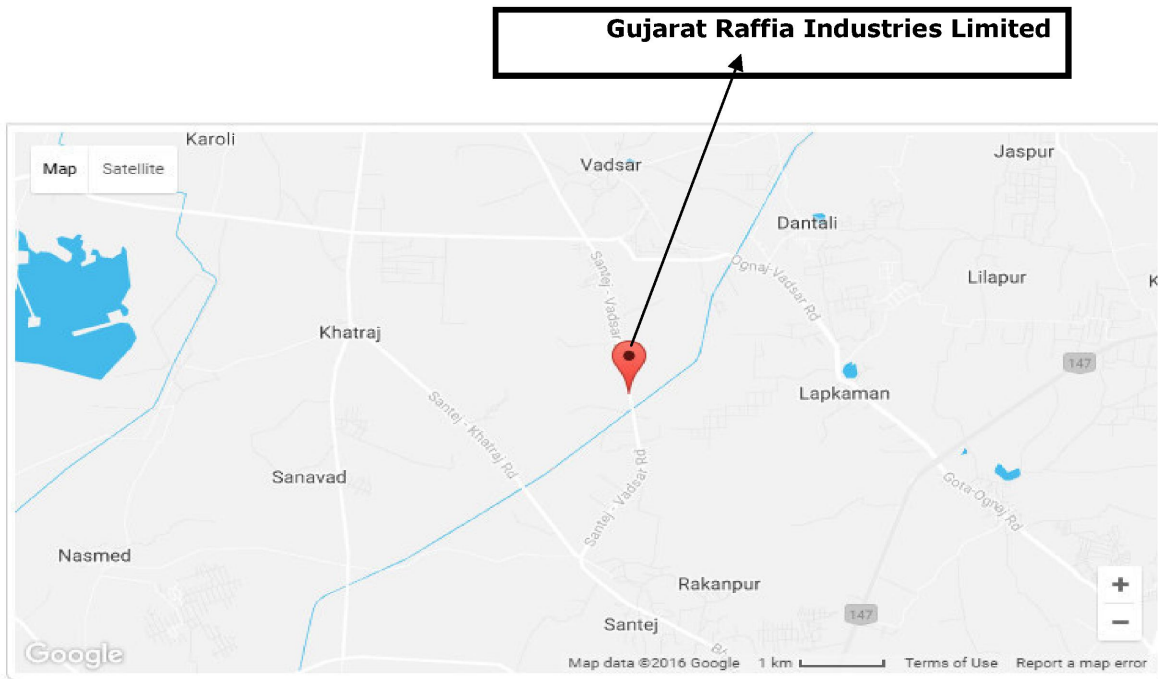 Gujarat Raffia Industries Limited
Karoli
Map Satellite
Vadsar
Jaspur
Dantali
Ognaj-Vadsar Rd
Santej - Vadsar
Lilapur
K
Khatraj
147
Lapkaman
Santej - Khatraj Rd
Santej - Vadsar Rd
Sanavad
Gota-Ognaj Rd
Nasmed
Rakanpur
+
147
−
Santej
Google
Map data ©2016 Google 1 km Terms of Use Report a map error